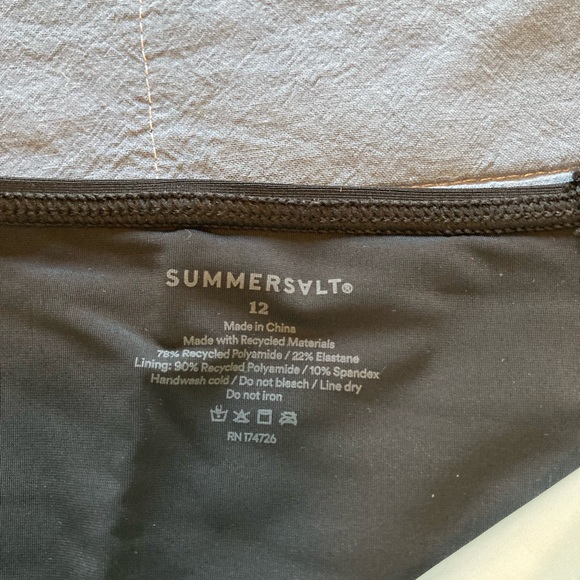 SUMMERSALT®
12
Made in China
Made with Recycled Materials
78% Recycled Polyamide / 22% Elastane
Lining: 90% Recycled Polyamide / 10% Spandex
Handwash cold / Do not bleach / Line dry
Do not iron
RN 174726